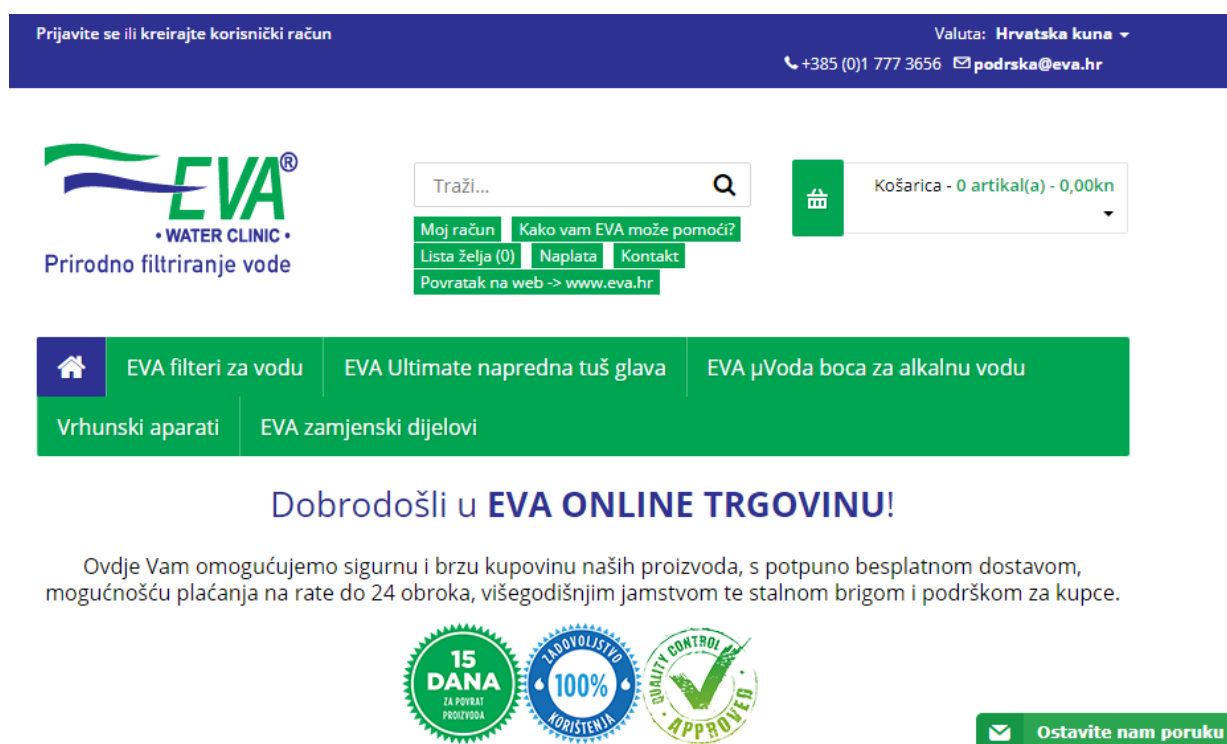 Prijavite se ili kreirajte korisnički račun
Valuta: Hrvatska kuna
+385 (0)1 777 3656 podrska@eva.hr
EVA®
• WATER CLINIC •
Prirodno filtriranje vode
Traži...
Moj račun Kako vam EVA može pomoći?
Lista želja (0) Naplata Kontakt
Povratak na web -> www.eva.hr
Košarica - 0 artikal(a) - 0,00kn
EVA filteri za vodu EVA Ultimate napredna tuš glava EVA µVoda boca za alkalnu vodu
Vrhunski aparati EVA zamjenski dijelovi
Dobrodošli u EVA ONLINE TRGOVINU!
Ovdje Vam omogućujemo sigurnu i brzu kupovinu naših proizvoda, s potpuno besplatnom dostavom,
mogućnošću plaćanja na rate do 24 obroka, višegodišnjim jamstvom te stalnom brigom i podrškom za kupce.
15
DANA
ZA POVRAT
PROIZVODA
ZADOVOLJSTVO
100%
KORIŠTENJA
QUALITY CONTROL
APPROVED
Ostavite nam poruku